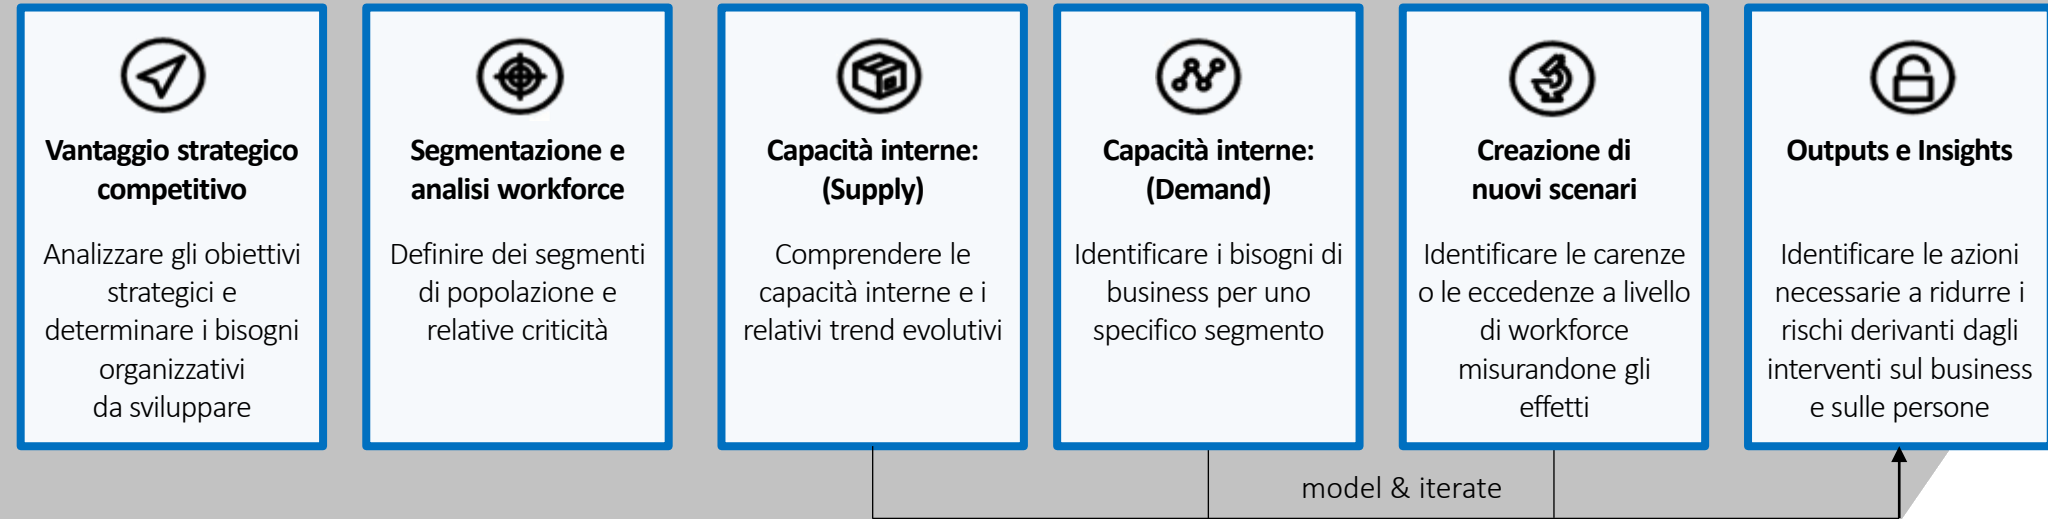 Vantaggio strategico
competitivo
Analizzare gli obiettivi
strategici e
determinare i bisogni
organizzativi
da sviluppare
Segmentazione e
analisi workforce
Definire dei segmenti
di popolazione e
relative criticità
Capacità interne:
(Supply)
Comprendere le
capacità interne e i
relativi trend evolutivi
Capacità interne:
(Demand)
Identificare i bisogni di
business per uno
specifico segmento
Creazione di
nuovi scenari
Identificare le carenze
o le eccedenze a livello
di workforce
misurandone gli
effetti
Outputs e Insights
Identificare le azioni
necessarie a ridurre i
rischi derivanti dagli
interventi sul business
e sulle persone
model & iterate